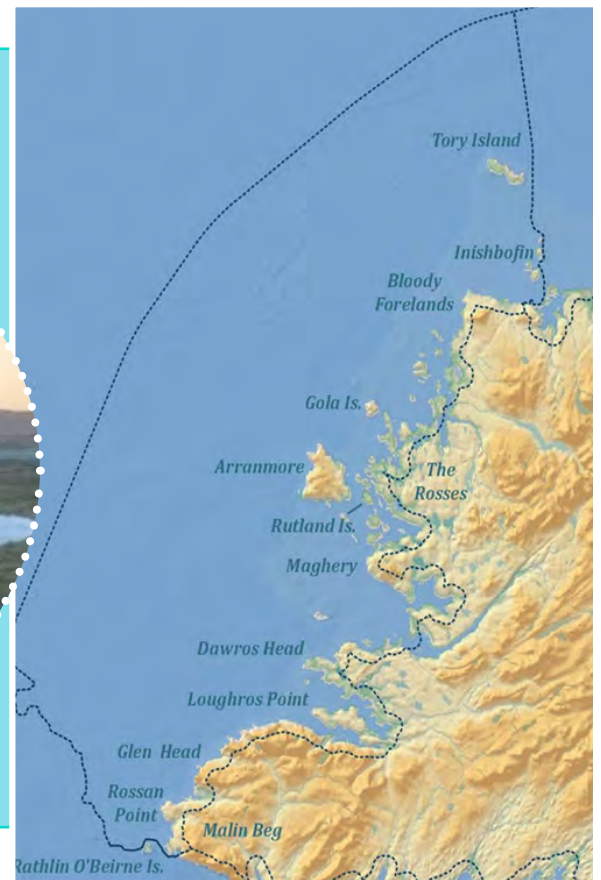 Tory Island
Inishbofin
Bloody
Forelands
Gola Is.
Arranmore
The
Rosses
Rutland Is.
Maghery
Dawros Head
Loughros Point
Glen Head
Rossan
Point
Malin Beg
Rathlin O'Beirne Is.